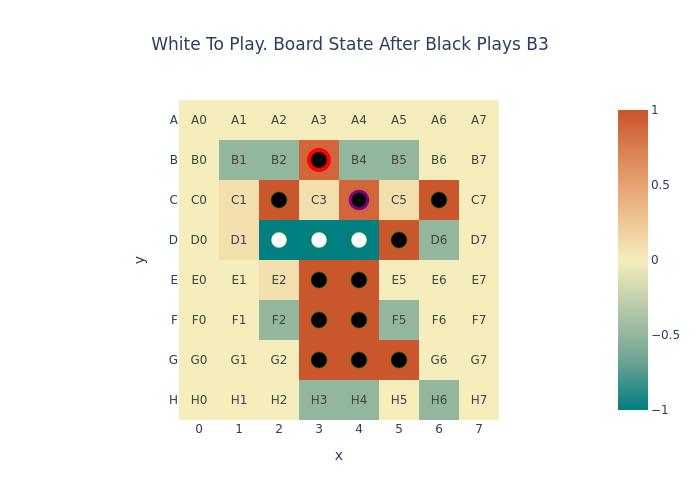 White To Play. Board State After Black Plays B3
A A0 A1 A2 A3 A4 A5 A6 A7
B B0 B1 B2 B4 B5 B6 B7
C C0 C1 C3 C5 C7
D D0 D1 D6 D7
E E0 E1 E2 E5 E6 E7
F F0 F1 F2 F5 F6 F7
G G0 G1 G2 G6 G7
H H0 H1 H2 H3 H4 H5 H6 H7
0 1 2 3 4 5 6 7
x
y
1
0.5
0
−0.5
−1